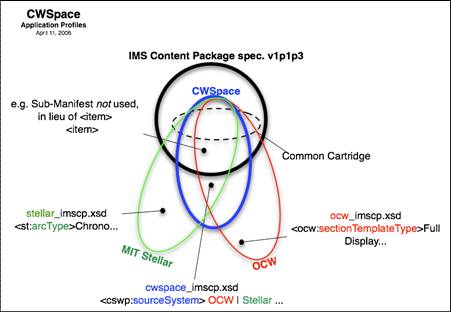 CWSpace
Application Profiles
April 11, 2006
IMS Content Package spec. v1p1p3
CWSpace
e.g. Sub-Manifest not used,
in lieu of <item>
<item>
Common Cartridge
stellar_imscp.xsd
<st:arcType>Chrono...
ocw_imscp.xsd
<ocw:sectionTemplateType>Full
Display...
MIT Stellar
OCW
cwspace_imscp.xsd
<cswp:sourceSystem> OCW | Stellar ...